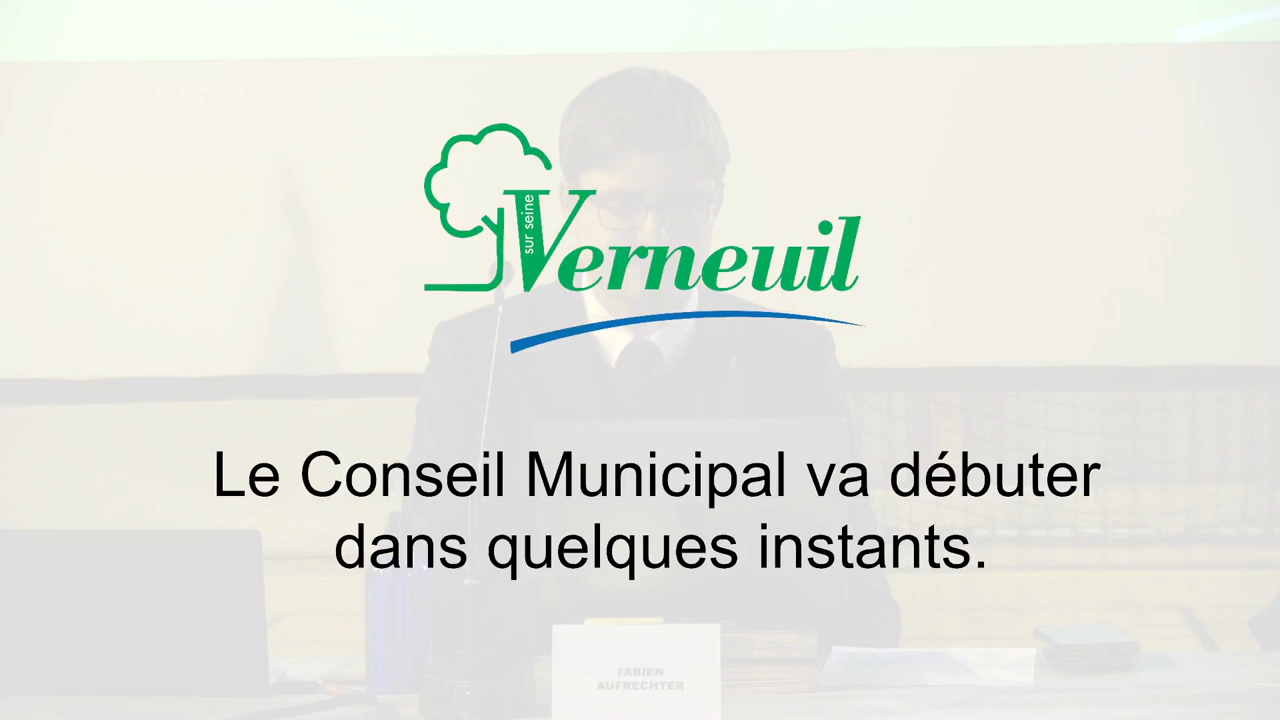 sur seine
Verneuil
Le Conseil Municipal va débuter
dans quelques instants.
FABIEN
AUFRECHTER